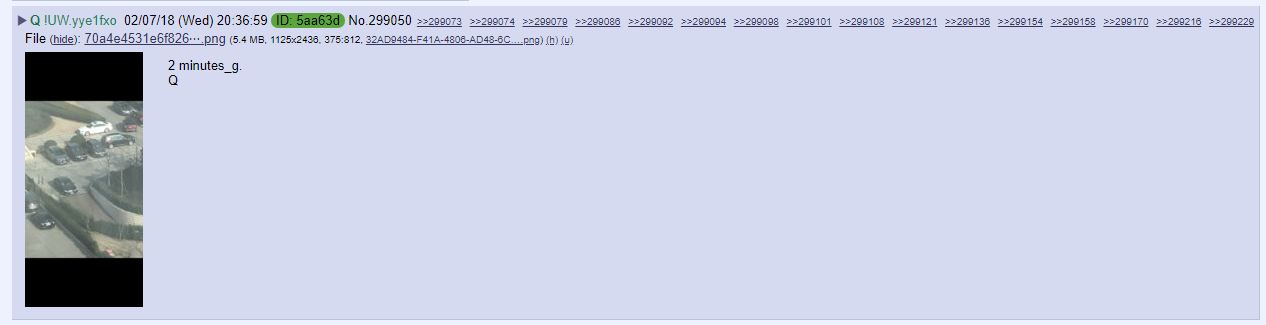 ▶ Q !UW.yye1fxo 02/07/18 (Wed) 20:36:59 ID: 5aa63d No.299050 >>299073 >>299074 >>299079 >>299086 >>299092 >>299094 >>299098 >>299101 >>299108 >>299121 >>299136 >>299154 >>299158 >>299170 >>299216 >>299229
File (hide): 70a4e4531e6f826⋯.png (5.4 MB, 1125x2436, 375:812, 32AD9484-F41A-4806-AD48-6C….png) (h) (u)
2 minutes_g.
Q